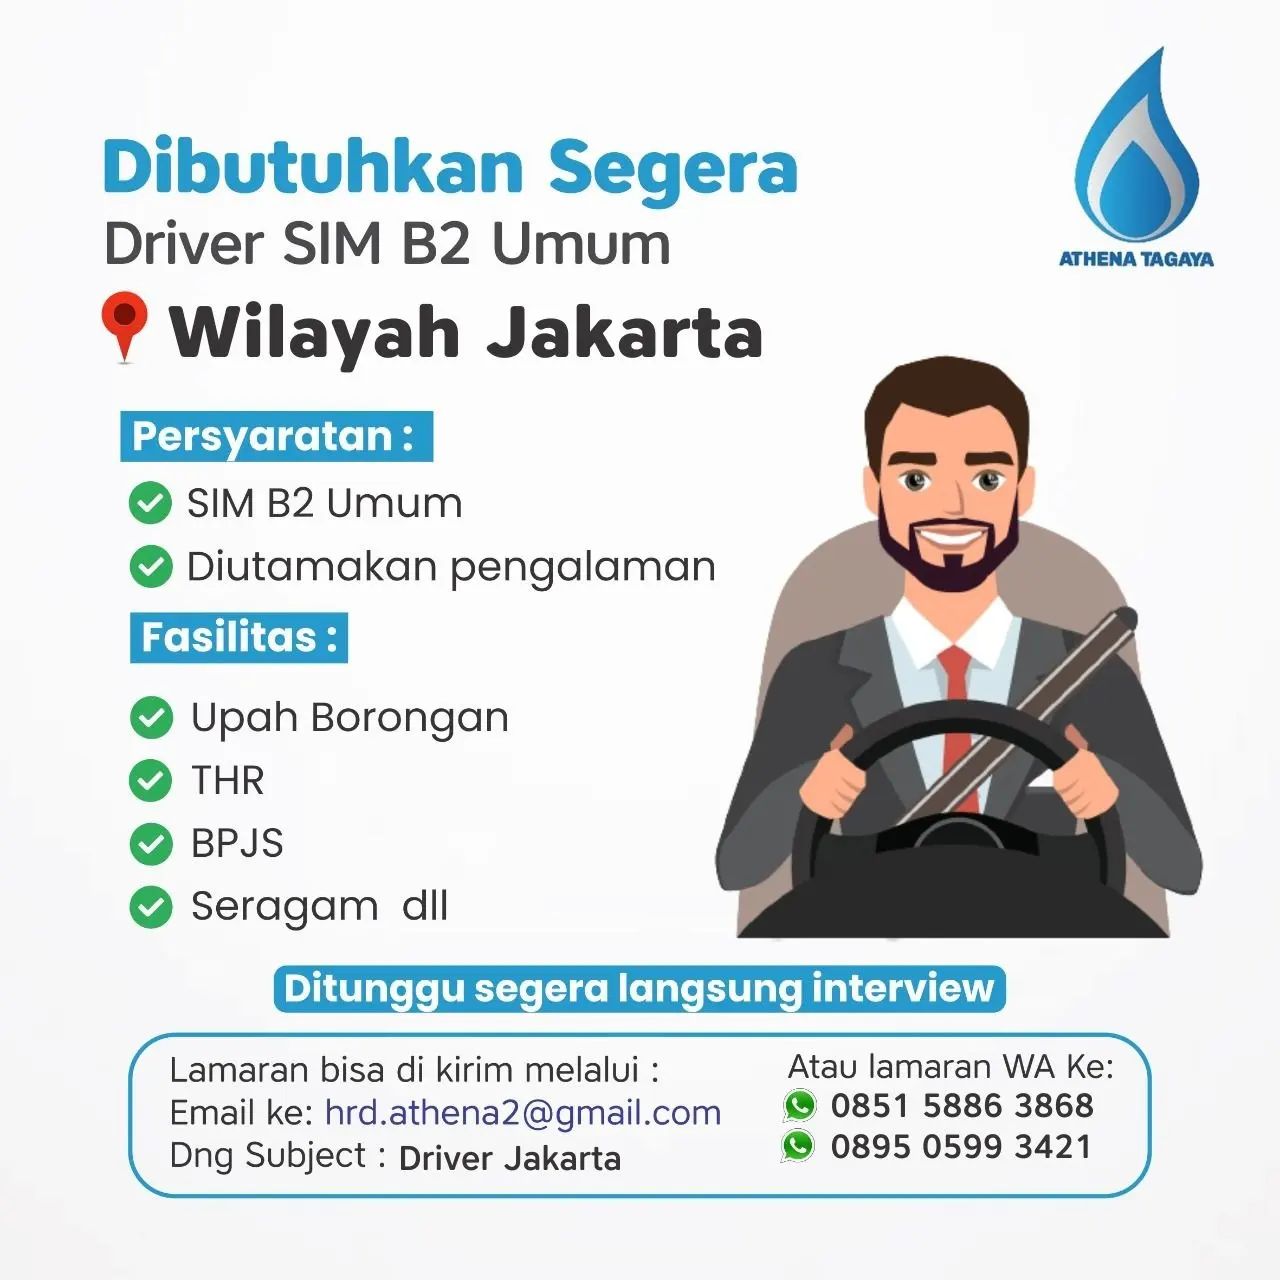 Dibutuhkan Segera
Driver SIM B2 Umum
Wilayah Jakarta
ATHENA TAGAYA
Persyaratan :
SIM B2 Umum
Diutamakan pengalaman
Fasilitas :
Upah Borongan
THR
BPJS
Seragam dll
Ditunggu segera langsung interview
Lamaran bisa di kirim melalui :
Email ke: hrd.athena2@gmail.com
Dng Subject : Driver Jakarta
Atau lamaran WA Ke:
0851 5886 3868
0895 0599 3421